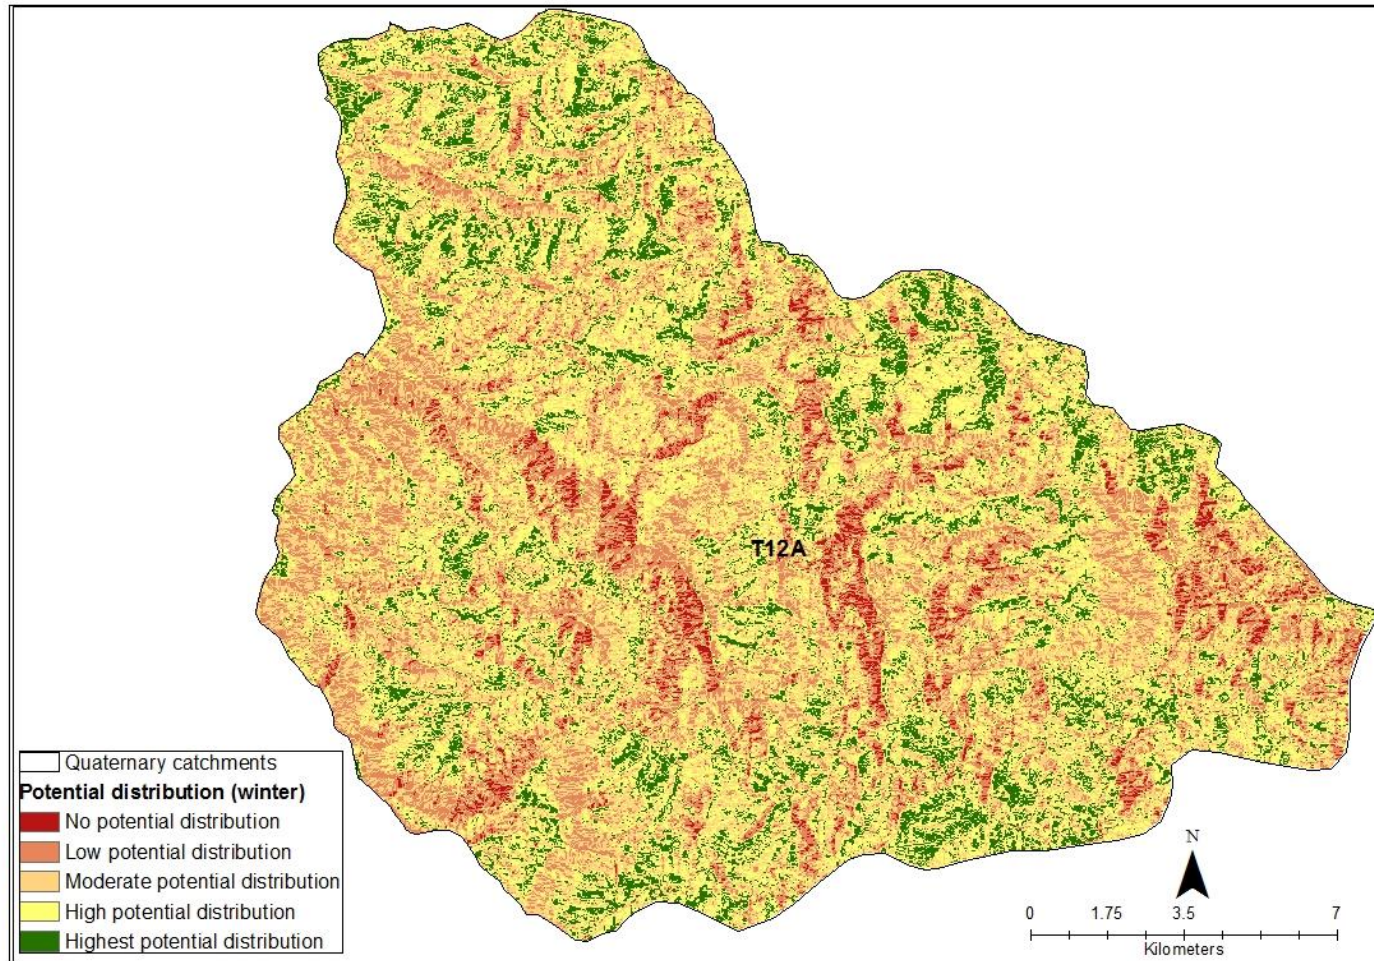 T12A
Quaternary catchments
Potential distribution (winter)
No potential distribution
Low potential distribution
Moderate potential distribution
High potential distribution
Highest potential distribution
N
0 1.75 3.5 7
Kilometers